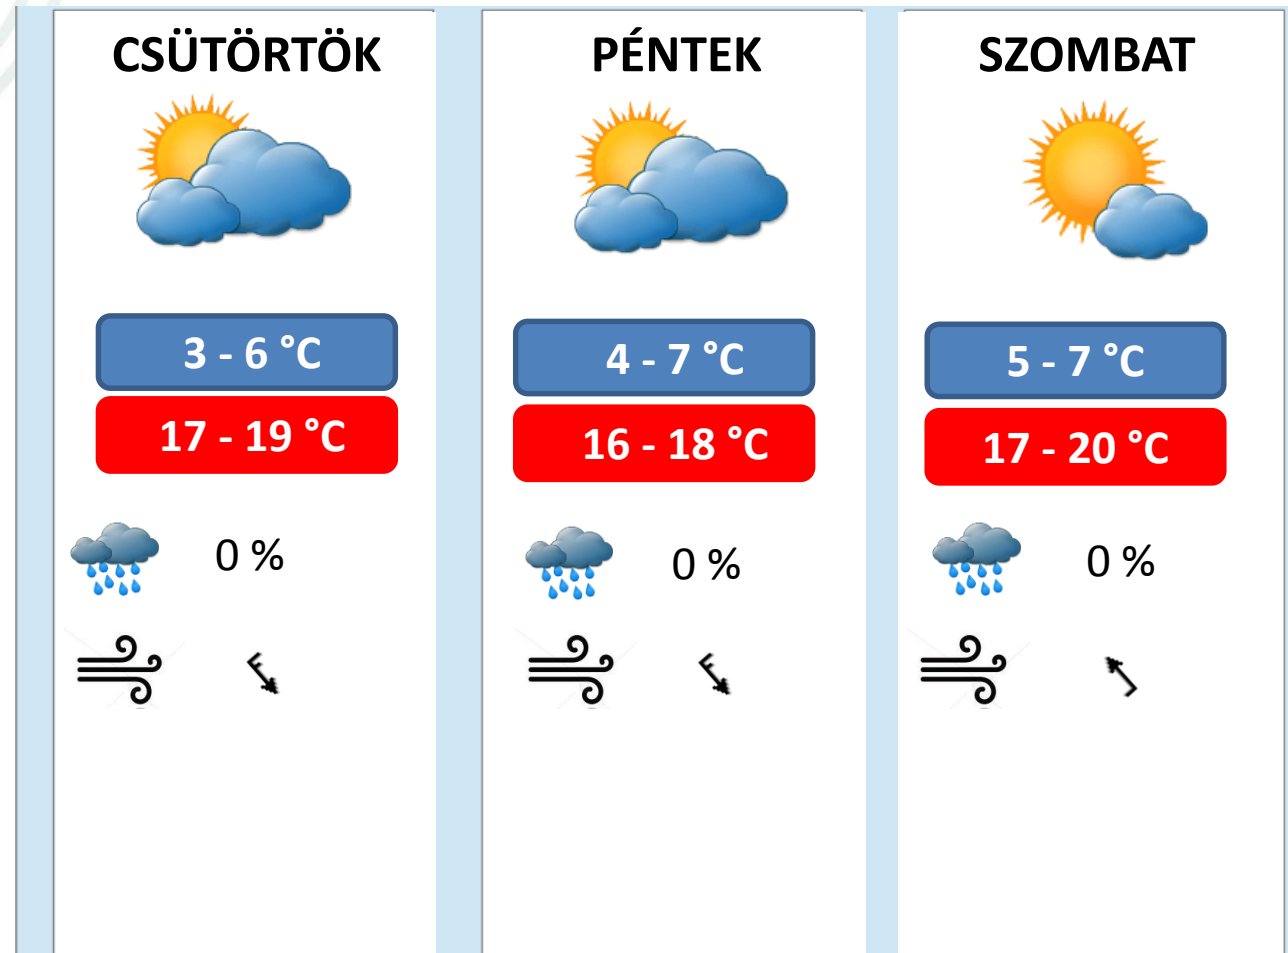 CSÜTÖRTÖK
3 - 6 °C
17 - 19 °C
0 %
PÉNTEK
4 - 7 °C
16 - 18 °C
0 %
SZOMBAT
5 - 7 °C
17 - 20 °C
0 %